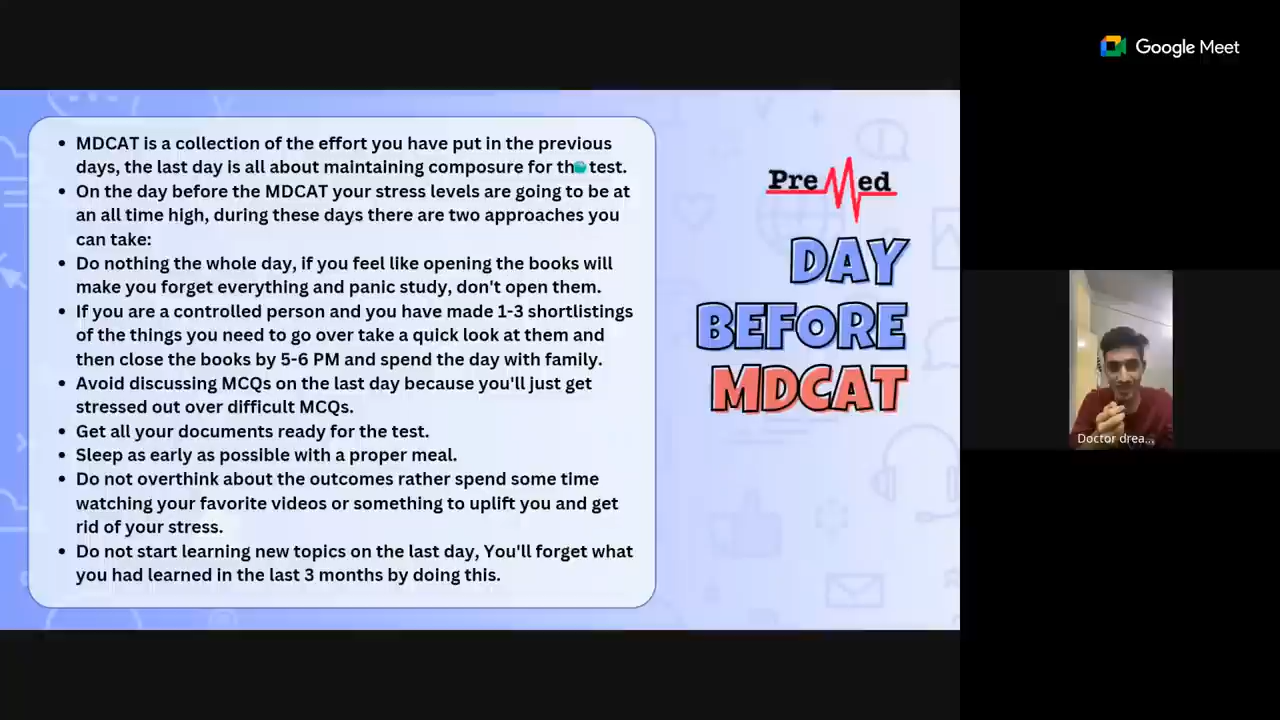 Google Meet
MDCAT is a collection of the effort you have put in the previous
days, the last day is all about maintaining composure for the test.
On the day before the MDCAT your stress levels are going to be at
an all time high, during these days there are two approaches you
can take:
Do nothing the whole day, if you feel like opening the books will
make you forget everything and panic study, don't open them.
If you are a controlled person and you have made 1-3 shortlistings
of the things you need to go over take a quick look at them and
then close the books by 5-6 PM and spend the day with family.
Avoid discussing MCQs on the last day because you'll just get
stressed out over difficult MCQs.
Get all your documents ready for the test.
Sleep as early as possible with a proper meal.
Do not overthink about the outcomes rather spend some time
watching your favorite videos or something to uplift you and get
rid of your stress.
Do not start learning new topics on the last day, You'll forget what
you had learned in the last 3 months by doing this.
PreMed
DAY
BEFORE
MDCAT
Doctor drea...